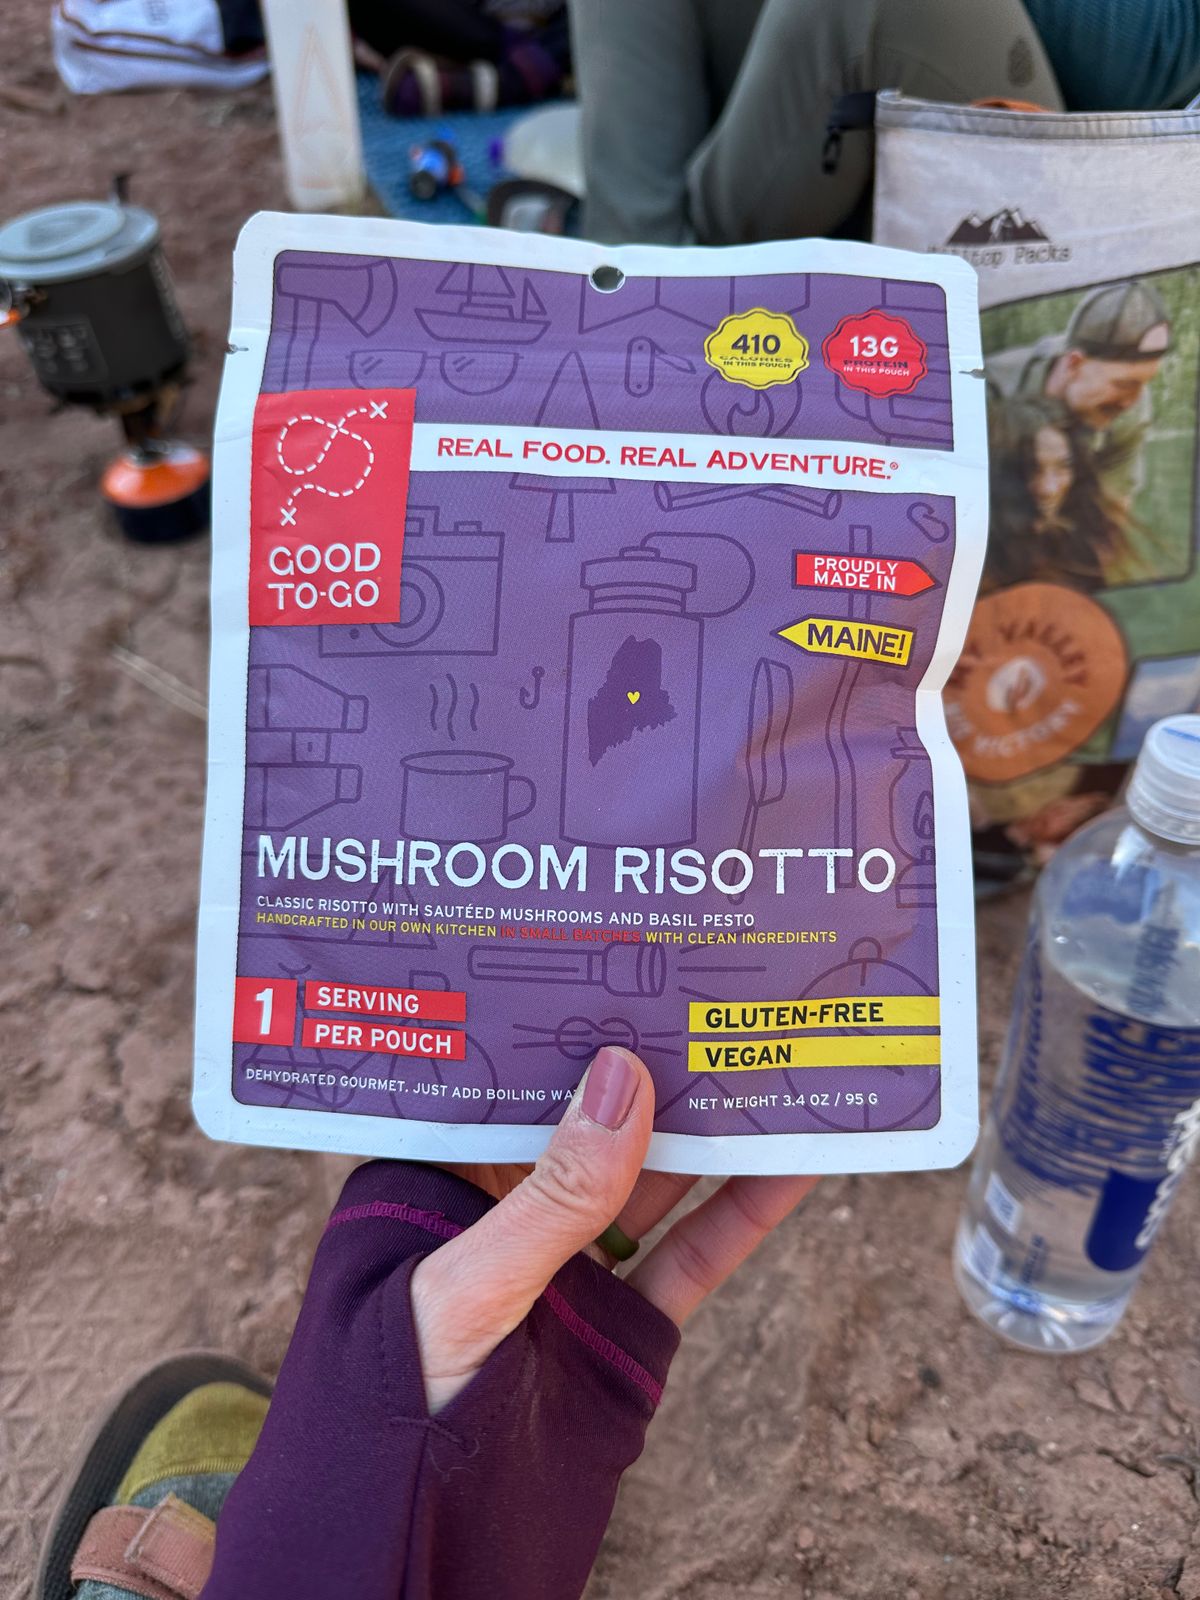 410
CALORIES
IN THIS POUCH
13G
PROTEIN
IN THIS POUCH
REAL FOOD. REAL ADVENTURE.®
GOOD
TO-GO
PROUDLY
MADE IN
MAINE!
MUSHROOM RISOTTO
CLASSIC RISOTTO WITH SAUTÉED MUSHROOMS AND BASIL PESTO
HANDCRAFTED IN OUR OWN KITCHEN IN SMALL BATCHES WITH CLEAN INGREDIENTS
1
SERVING
PER POUCH
GLUTEN-FREE
VEGAN
DEHYDRATED GOURMET. JUST ADD BOILING
NET WEIGHT 3.4 OZ / 95 G
Packs
VALLEY
VICTORY